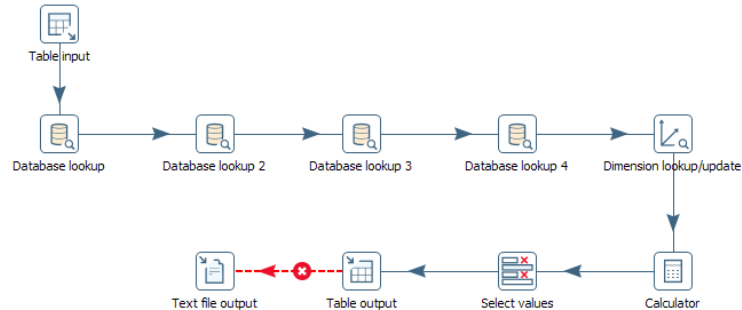 Table input
Database lookup
Database lookup 2
Database lookup 3
Database lookup 4
Dimension lookup/update
Text file output
Table output
Select values
Calculator